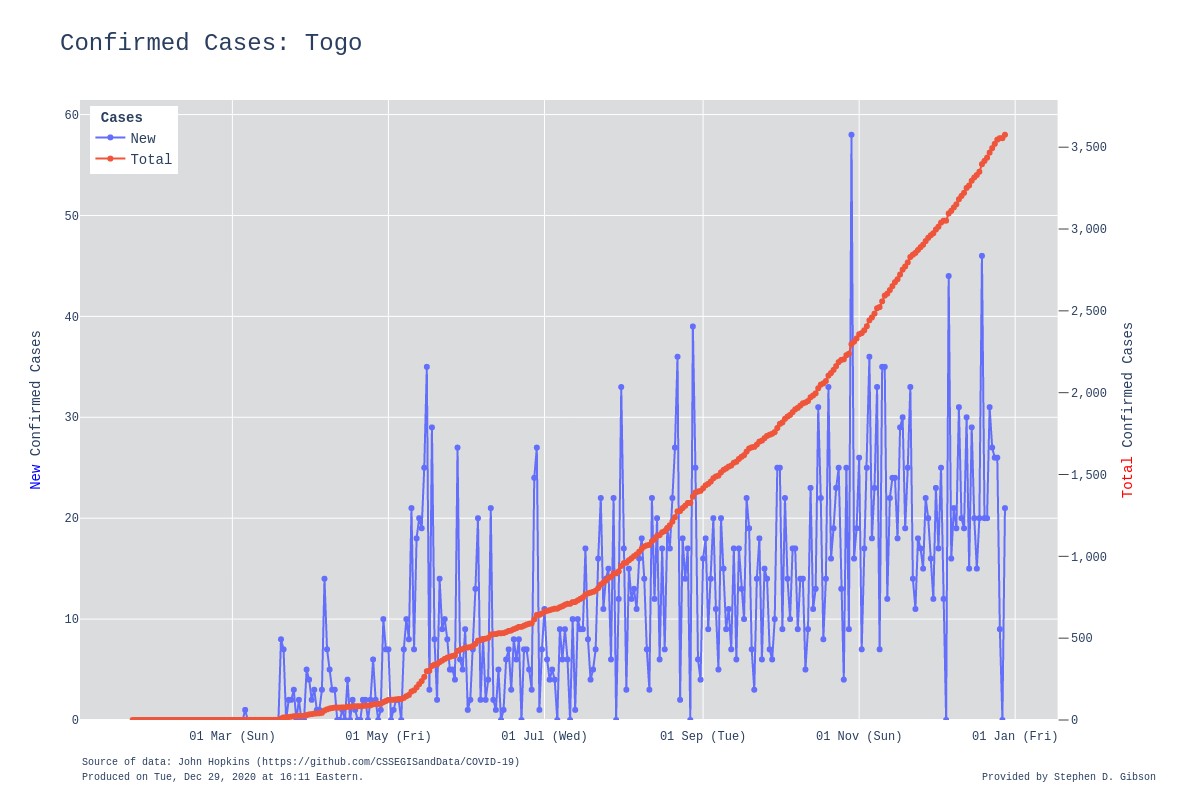 Confirmed Cases: Togo
Cases
New
Total
60
50
40
30
20
10
0
3,500
3,000
2,500
2,000
1,500
1,000
500
0
New Confirmed Cases
Total Confirmed Cases
01 Mar (Sun)
01 May (Fri)
01 Jul (Wed)
01 Sep (Tue)
01 Nov (Sun)
01 Jan (Fri)
Source of data: John Hopkins (https://github.com/CSSEGISandData/COVID-19)
Produced on Tue, Dec 29, 2020 at 16:11 Eastern.
Provided by Stephen D. Gibson